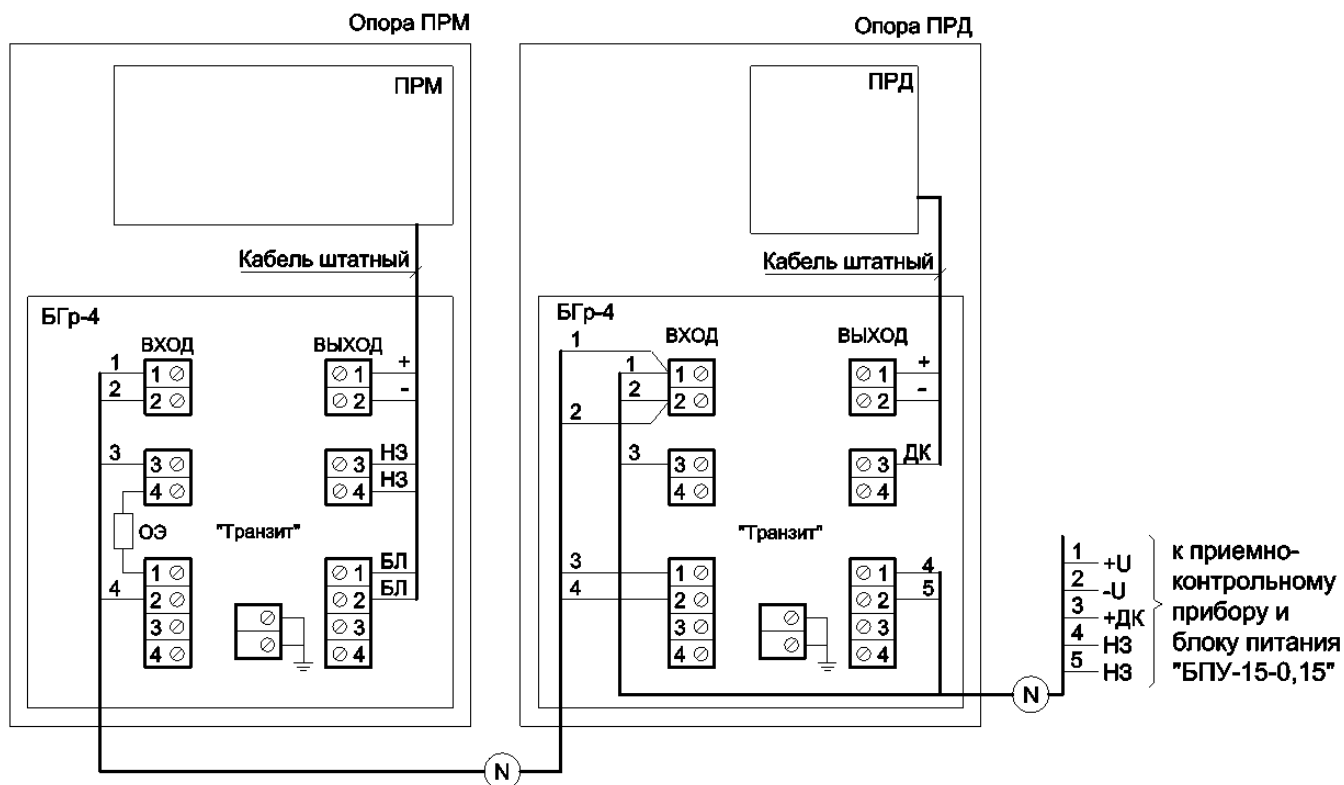 Опора ПРМ
ПРМ
Кабель штатный
БГр-4
ВХОД
ВЫХОД
1
1
1
+
2
2
2
-
3
3
3
НЗ
4
4
НЗ
ОЭ
"Транзит"
1
1
БЛ
4
2
2
БЛ
3
3
4
4
N
Опора ПРД
ПРД
Кабель штатный
БГр-4
1
ВХОД
ВЫХОД
1
1
1
+
2
2
2
-
2
3
3
3
ДК
4
4
"Транзит"
3
1
1
4
4
2
2
5
3
3
4
4
N
1 +U
2 -U
3 +ДК
4 НЗ
5 НЗ
к приемно-
контрольному
прибору и
блоку питания
"БПУ-15-0,15"